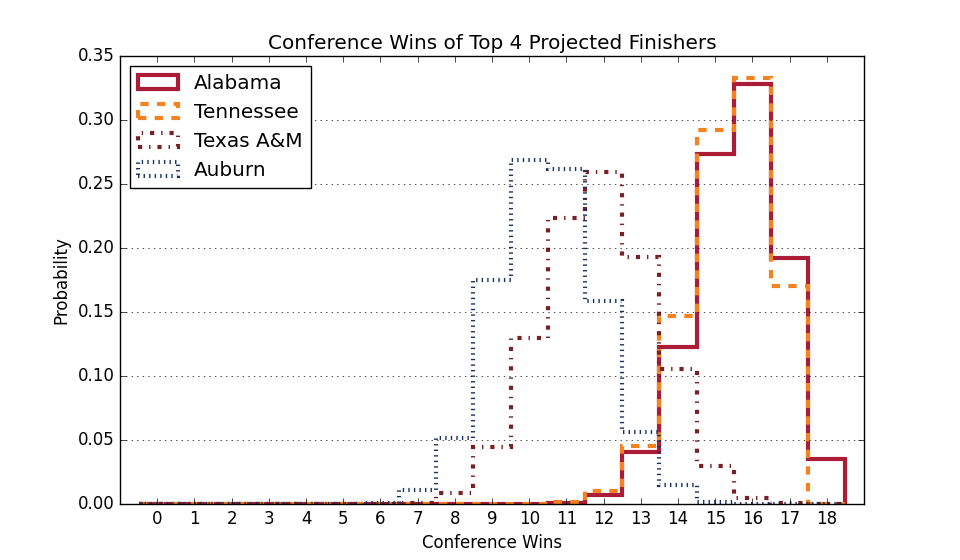 Conference Wins of Top 4 Projected Finishers
0.35
0.30
0.25
0.20
0.15
0.10
0.05
0.00
Probability
Alabama
Tennessee
Texas A&M
Auburn
0 1 2 3 4 5 6 7 8 9 10 11 12 13 14 15 16 17 18
Conference Wins